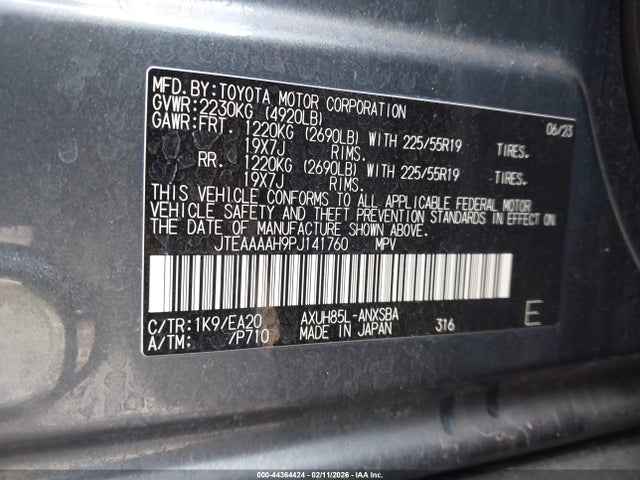 MFD.BY:TOYOTA MOTOR CORPORATION 06/23
GVWR:2230KG (4920LB)
GAWR:FRT. 1220KG (2690LB) WITH 225/55R19 TIRES.
19X7J RIMS.
RR. 1220KG (2690LB) WITH 225/55R19 TIRES.
19X7J RIMS.
THIS VEHICLE CONFORMS TO ALL APPLICABLE FEDERAL MOTOR
VEHICLE SAFETY AND THEFT PREVENTION STANDARDS IN EFFECT ON
THE DATE OF MANUFACTURE SHOWN ABOVE.
JTEAAAAH9PJ141760 MPV
C/TR:1K9/EA20 AXUH85L-ANXSBA 316 E
A/TM: /P710 MADE IN JAPAN
000-44364424 - 02/11/2026 - IAA Inc.